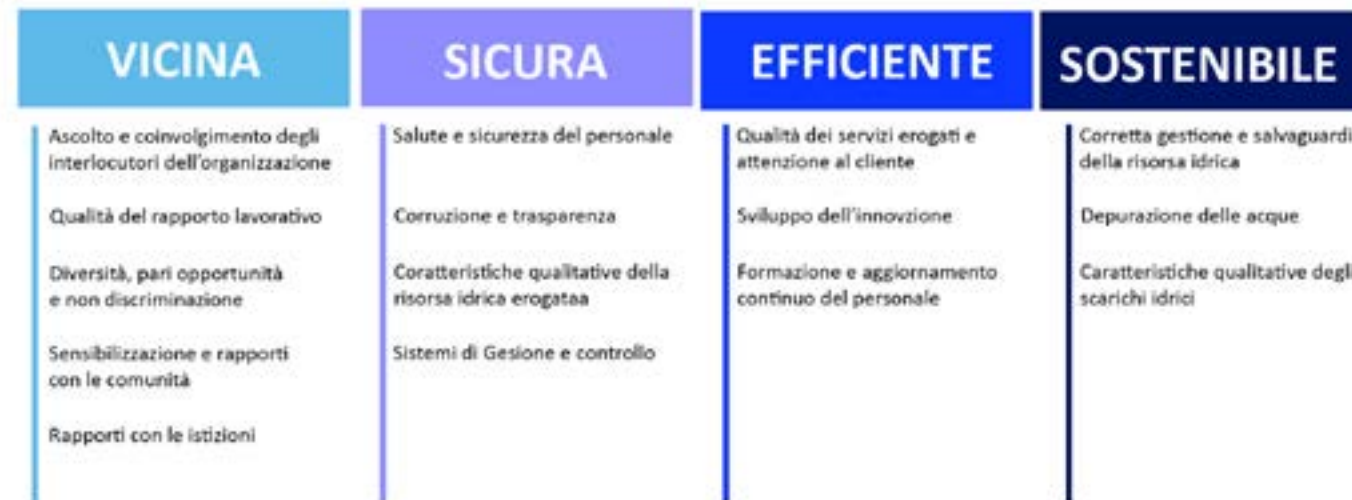 VICINA
Ascolto e coinvolgimento degli
interlocutori dell'organizzazione
Qualità del rapporto lavorativo
Diversità, pari opportunità
e non discriminazione
Sensibilizzazione e rapporti
con le comunità
Rapporti con le istizioni
SICURA
Salute e sicurezza del personale
Corruzione e trasparenza
Coratteristiche qualitative della
risorsa idrica erogataa
Sistemi di Gesione e controllo
EFFICIENTE
Qualità dei servizi erogati e
attenzione al cliente
Sviluppo dell'innovzione
Formazione e aggiornamento
continuo del personale
SOSTENIBILE
Corretta gestione e salvaguardi
della risorsa idrica
Depurazione delle acque
Caratteristiche qualitative degli
scarichi idrici